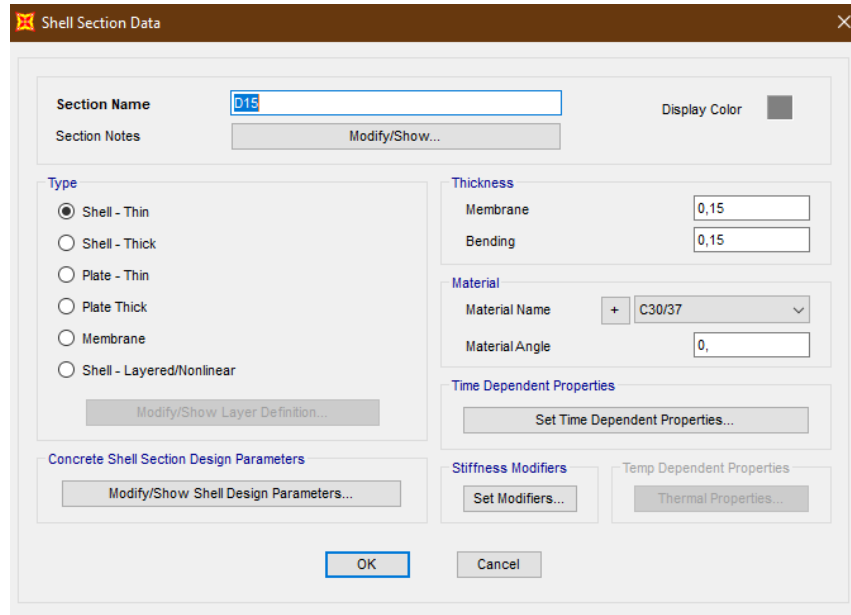 Shell Section Data
Section Name
D15
Display Color
Section Notes
Modify/Show...
Type
Shell - Thin
Shell - Thick
Plate - Thin
Plate Thick
Membrane
Shell - Layered/Nonlinear
Modify/Show Layer Definition...
Thickness
Membrane
0,15
Bending
0,15
Material
Material Name
+
C30/37
Material Angle
0,
Time Dependent Properties
Set Time Dependent Properties...
Concrete Shell Section Design Parameters
Modify/Show Shell Design Parameters...
Stiffness Modifiers
Set Modifiers...
Temp Dependent Properties
Thermal Properties...
OK
Cancel